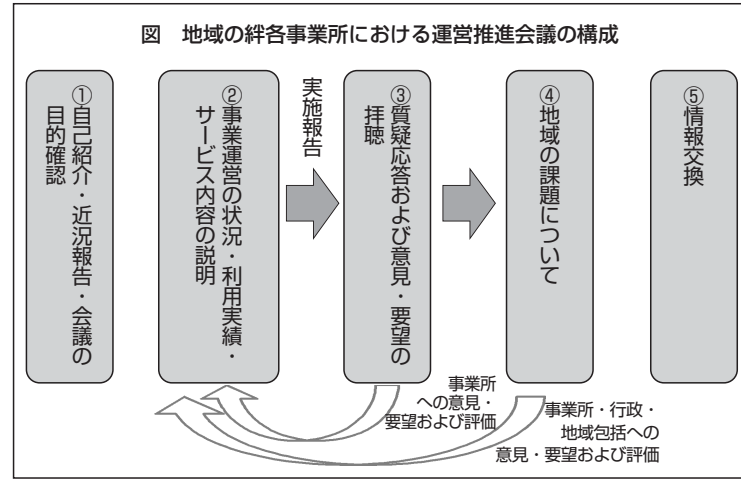 図　地域の絆各事業所における運営推進会議の構成
①自己紹介・近況報告・会議の
目的確認
②事業運営の状況・利用実績・
サービス内容の説明
実施報告
③質疑応答および意見・要望の
拝聴
④地域の課題について
⑤情報交換
事業所
への意見・
要望および評価
事業所・行政・
地域包括への
意見・要望および評価